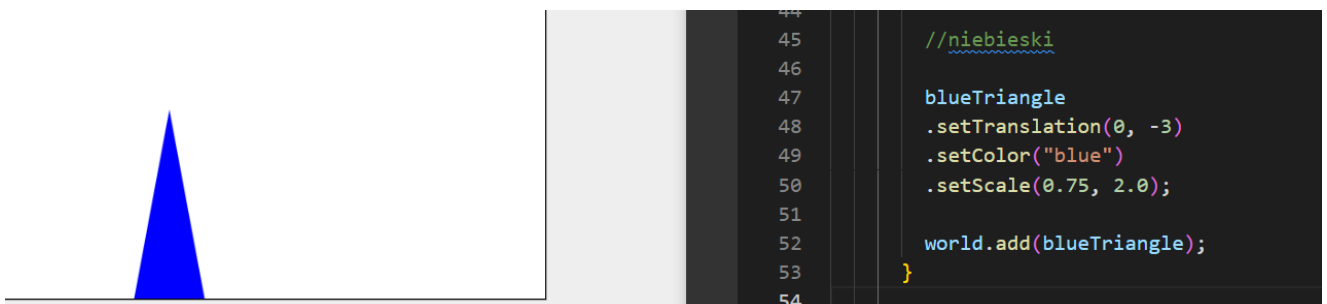 44
45 //niebieski
46
47 blueTriangle
48 .setTranslation(0, -3)
49 .setColor("blue")
50 .setScale(0.75, 2.0);
51
52 world.add(blueTriangle);
53 }
54